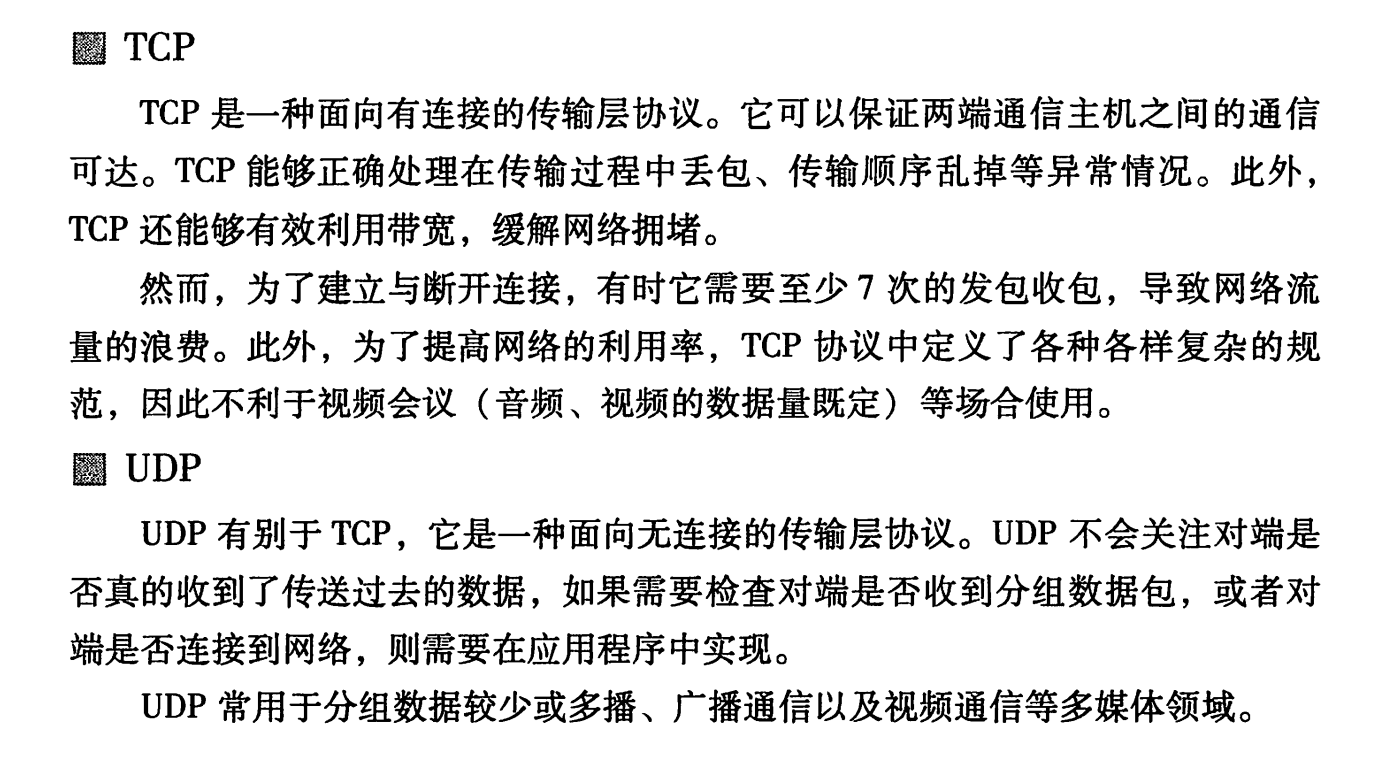 TCP
TCP 是一种面向有连接的传输层协议。它可以保证两端通信主机之间的通信
可达。TCP 能够正确处理在传输过程中丢包、传输顺序乱掉等异常情况。此外，
TCP 还能够有效利用带宽，缓解网络拥堵。
然而，为了建立与断开连接，有时它需要至少 7 次的发包收包，导致网络流
量的浪费。此外，为了提高网络的利用率，TCP 协议中定义了各种各样复杂的规
范，因此不利于视频会议（音频、视频的数据量既定）等场合使用。
UDP
UDP 有别于 TCP，它是一种面向无连接的传输层协议。UDP 不会关注对端是
否真的收到了传送过去的数据，如果需要检查对端是否收到分组数据包，或者对
端是否连接到网络，则需要在应用程序中实现。
UDP 常用于分组数据较少或多播、广播通信以及视频通信等多媒体领域。